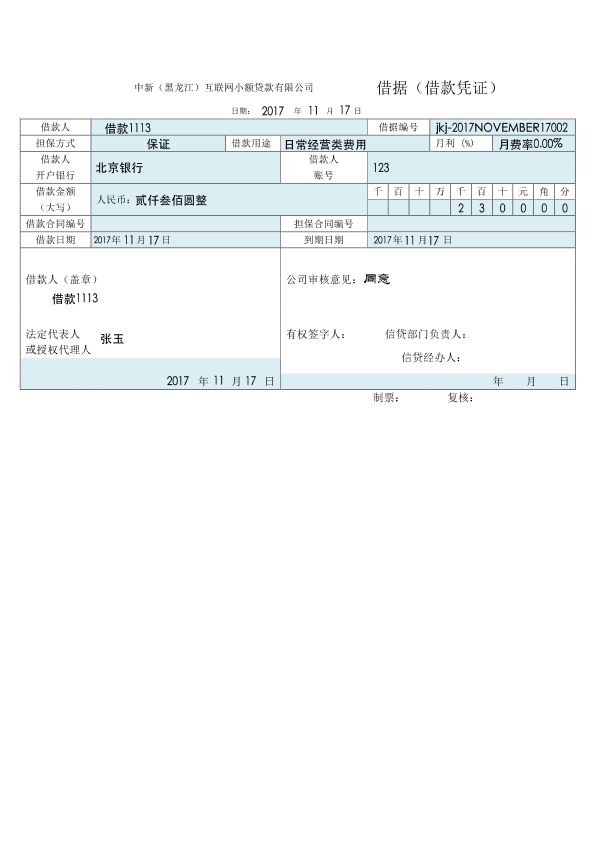 中新（黑龙江）互联网小额贷款有限公司 借据（借款凭证）
日期： 2017 年 11 月 17 日
借款人 借款1113 借据编号 jkj-2017NOVEMBER17002
担保方式 保证 借款用途 日常经营类费用 月利 (%) 月费率0.00%
借款人 开户银行 北京银行 借款人 账号 123
借款金额 （大写） 人民币：贰仟叁佰圆整 千 百 十 万 千 百 十 元 角 分
2 3 0 0 0 0
借款合同编号 担保合同编号
借款日期 2017年 11月 17 日 到期日期 2017年 11月 17 日
借款人（盖章） 公司审核意见： 同意
借款1113
法定代表人 或授权代理人 张玉 有权签字人： 信贷部门负责人：
信贷经办人：
2017 年 11 月 17 日 年 月 日
制票： 复核：